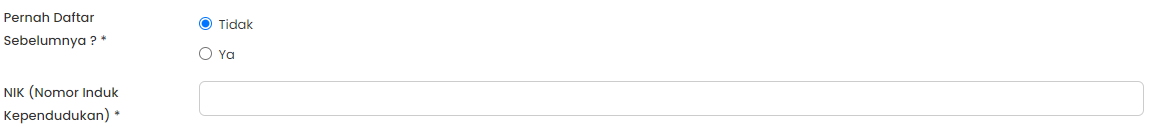 Pernah Daftar
Sebelumnya ? *
Tidak
Ya
NIK (Nomor Induk
Kependudukan) *